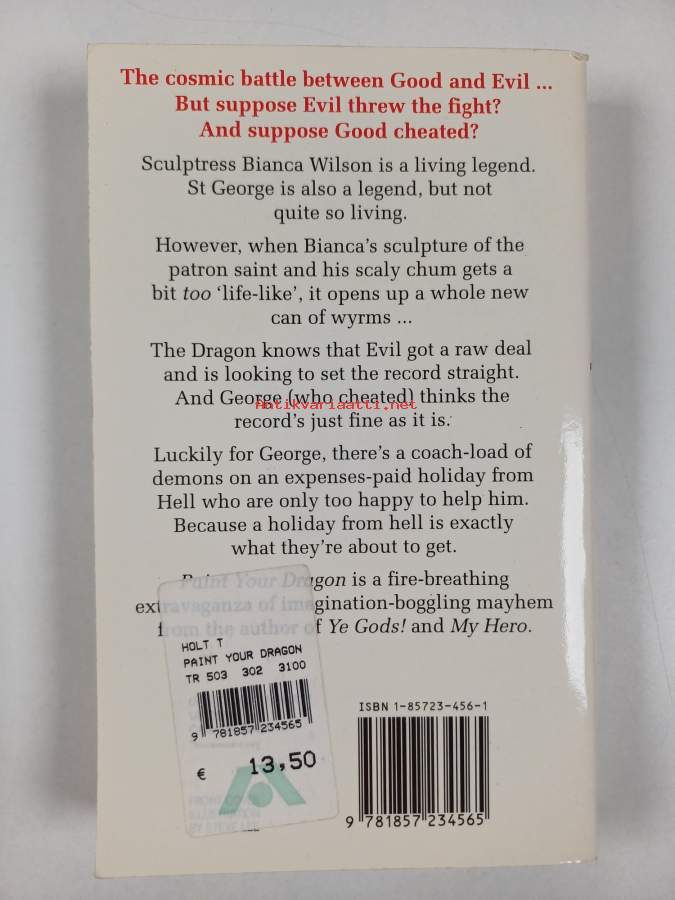 The cosmic battle between Good and Evil ...
But suppose Evil threw the fight?
And suppose Good cheated?
Sculptress Bianca Wilson is a living legend.
St George is also a legend, but not
quite so living.
However, when Bianca's sculpture of the
patron saint and his scaly chum gets a
bit too 'life-like', it opens up a whole new
can of wyrms ...
The Dragon knows that Evil got a raw deal
and is looking to set the record straight.
And George (who cheated) thinks the
antikvariaatti.net
record's just fine as it is.
Luckily for George, there's a coach-load of
demons on an expenses-paid holiday from
Hell who are only too happy to help him.
Because a holiday from hell is exactly
what they're about to get.
Paint Your Dragon is a fire-breathing
extravaganza of imagination-boggling mayhem
from the author of Ye Gods! and My Hero.
HOLT T
PAINT YOUR DRAGON
TR 503 302 3100
9 781857 234565
€ 13,50
ISBN 1-85723-456-1
9 781857 234565